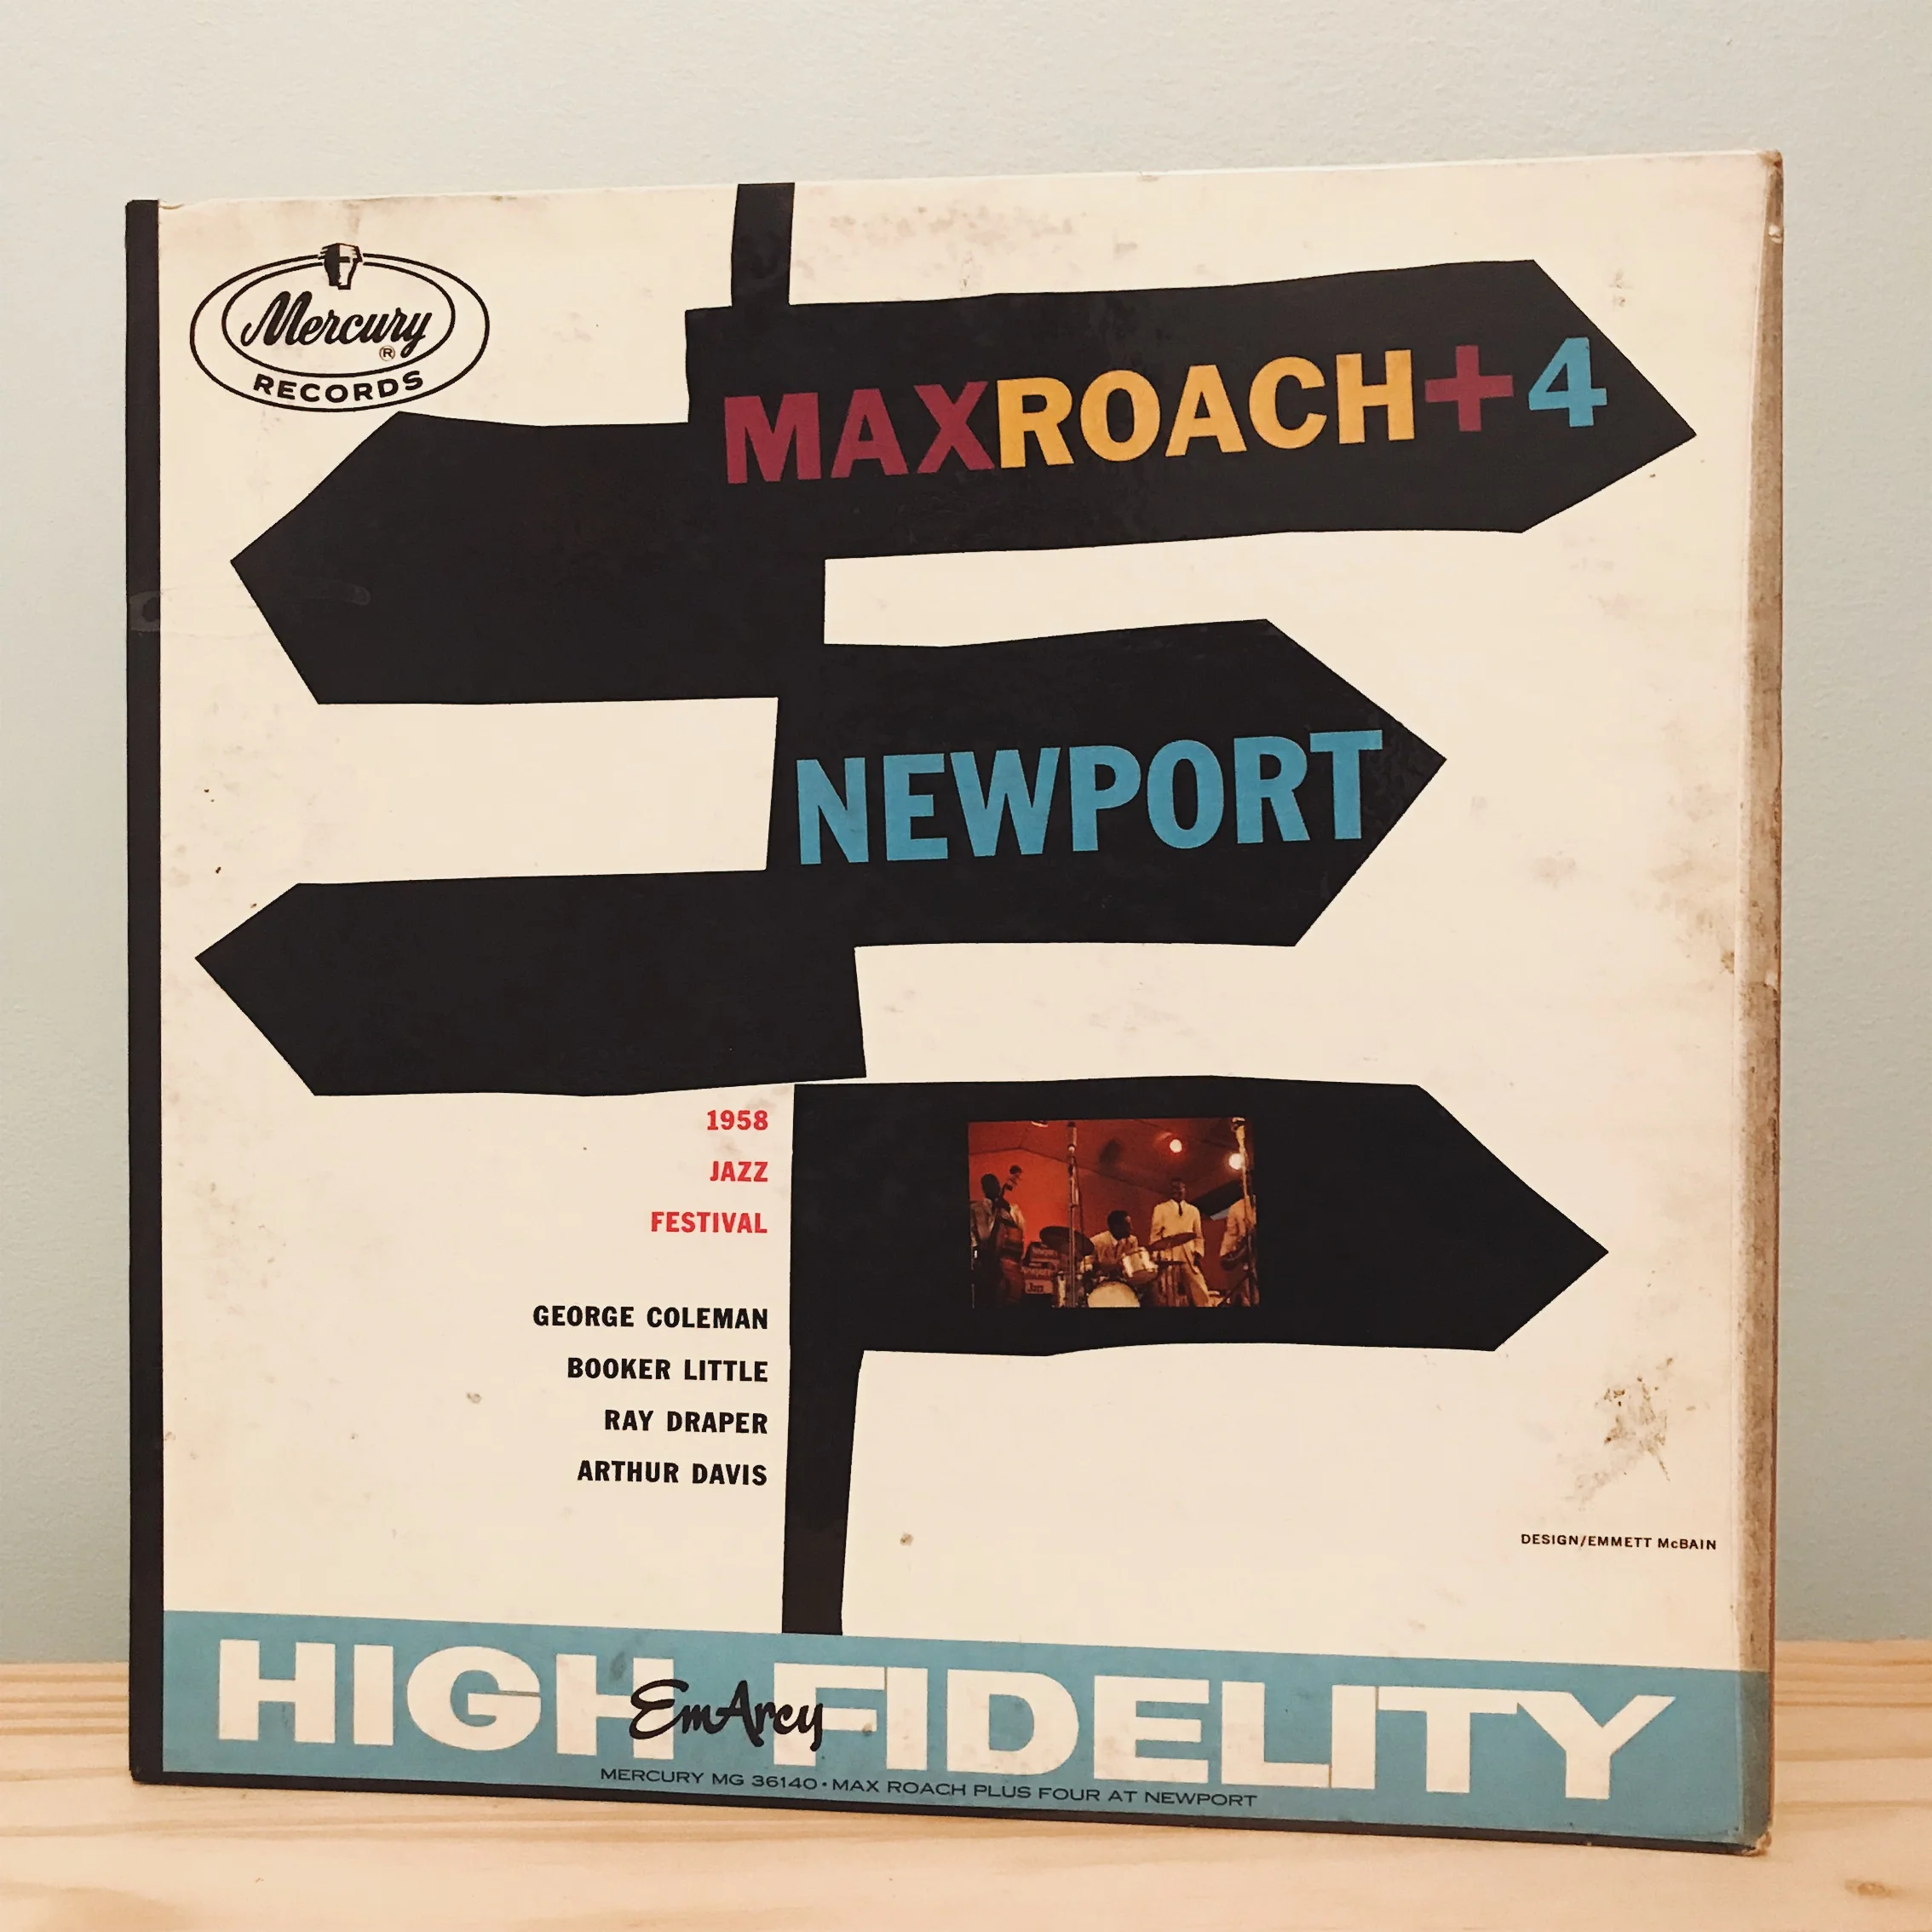 Mercury
®
RECORDS
MAXROACH+4
NEWPORT
1958
JAZZ
FESTIVAL
GEORGE COLEMAN
BOOKER LITTLE
RAY DRAPER
ARTHUR DAVIS
DESIGN/EMMETT McBAIN
HIGH FIDELITY
EmArcy
MERCURY MG 36140 • MAX ROACH PLUS FOUR AT NEWPORT